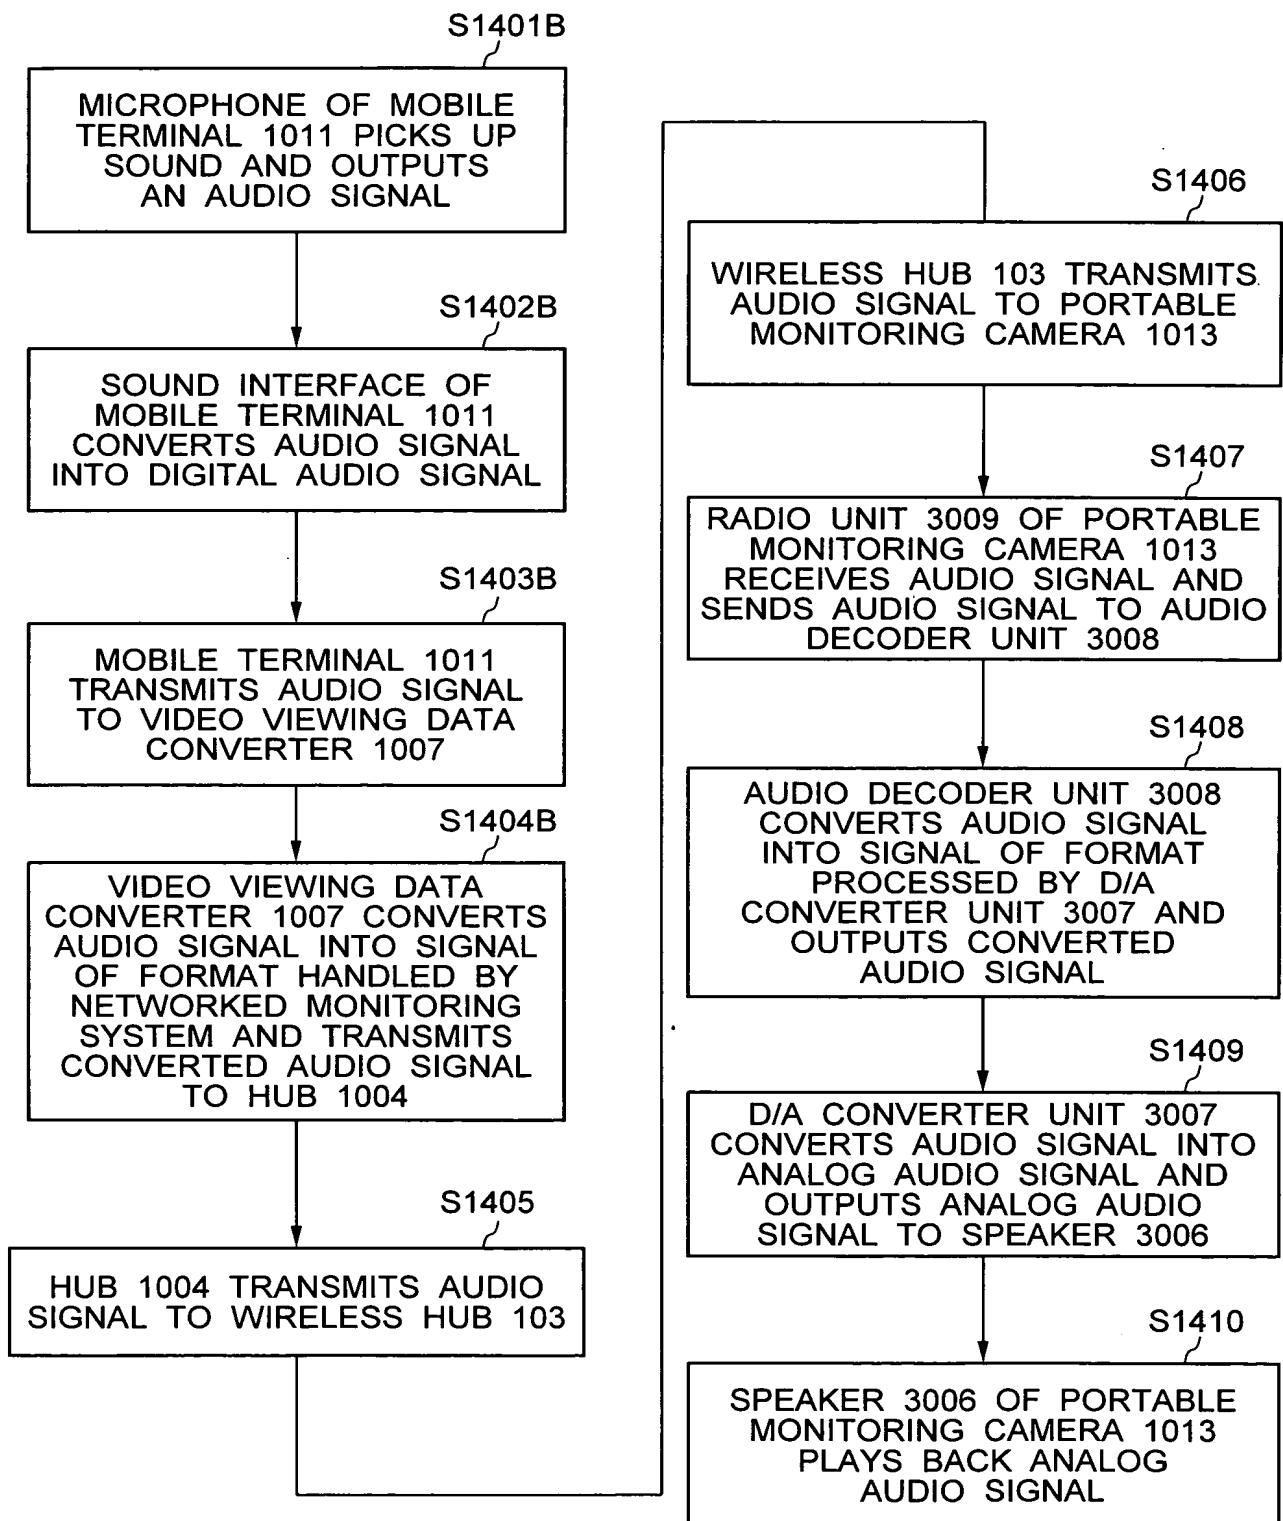 S1401B
MICROPHONE OF MOBILE
TERMINAL 1011 PICKS UP
SOUND AND OUTPUTS
AN AUDIO SIGNAL
S1402B
SOUND INTERFACE OF
MOBILE TERMINAL 1011
CONVERTS AUDIO SIGNAL
INTO DIGITAL AUDIO SIGNAL
S1403B
MOBILE TERMINAL 1011
TRANSMITS AUDIO SIGNAL
TO VIDEO VIEWING DATA
CONVERTER 1007
S1404B
VIDEO VIEWING DATA
CONVERTER 1007 CONVERTS
AUDIO SIGNAL INTO SIGNAL
OF FORMAT HANDLED BY
NETWORKED MONITORING
SYSTEM AND TRANSMITS
CONVERTED AUDIO SIGNAL
TO HUB 1004
S1405
HUB 1004 TRANSMITS AUDIO
SIGNAL TO WIRELESS HUB 103
S1406
WIRELESS HUB 103 TRANSMITS
AUDIO SIGNAL TO PORTABLE
MONITORING CAMERA 1013
S1407
RADIO UNIT 3009 OF PORTABLE
MONITORING CAMERA 1013
RECEIVES AUDIO SIGNAL AND
SENDS AUDIO SIGNAL TO AUDIO
DECODER UNIT 3008
S1408
AUDIO DECODER UNIT 3008
CONVERTS AUDIO SIGNAL
INTO SIGNAL OF FORMAT
PROCESSED BY D/A
CONVERTER UNIT 3007 AND
OUTPUTS CONVERTED
AUDIO SIGNAL
S1409
D/A CONVERTER UNIT 3007
CONVERTS AUDIO SIGNAL INTO
ANALOG AUDIO SIGNAL AND
OUTPUTS ANALOG AUDIO
SIGNAL TO SPEAKER 3006
S1410
SPEAKER 3006 OF PORTABLE
MONITORING CAMERA 1013
PLAYS BACK ANALOG
AUDIO SIGNAL